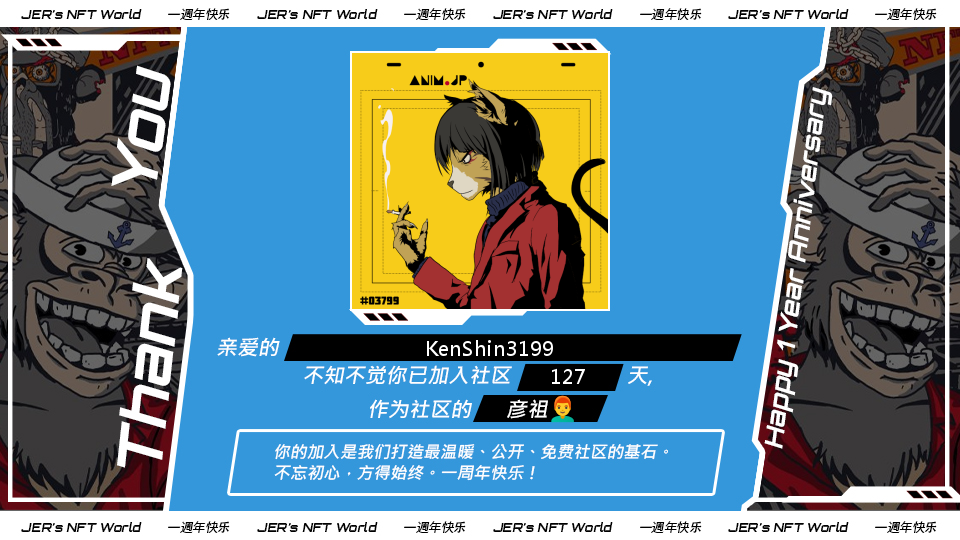 JER's NFT World 一週年快乐 JER's NFT World 一週年快乐 JER's NFT World 一週年快乐 JER's NFT World 一週年快乐
Thank You
ANIM.JP
#03799
亲爱的 KenShin3199
不知不觉你已加入社区 127 天,
作为社区的 彦祖👨‍🦰
你的加入是我们打造最温暖、公开、免费社区的基石。
不忘初心，方得始终。一周年快乐！
Happy 1 Year Anniversary
JER's NFT World 一週年快乐 JER's NFT World 一週年快乐 JER's NFT World 一週年快乐 JER's NFT World 一週年快乐